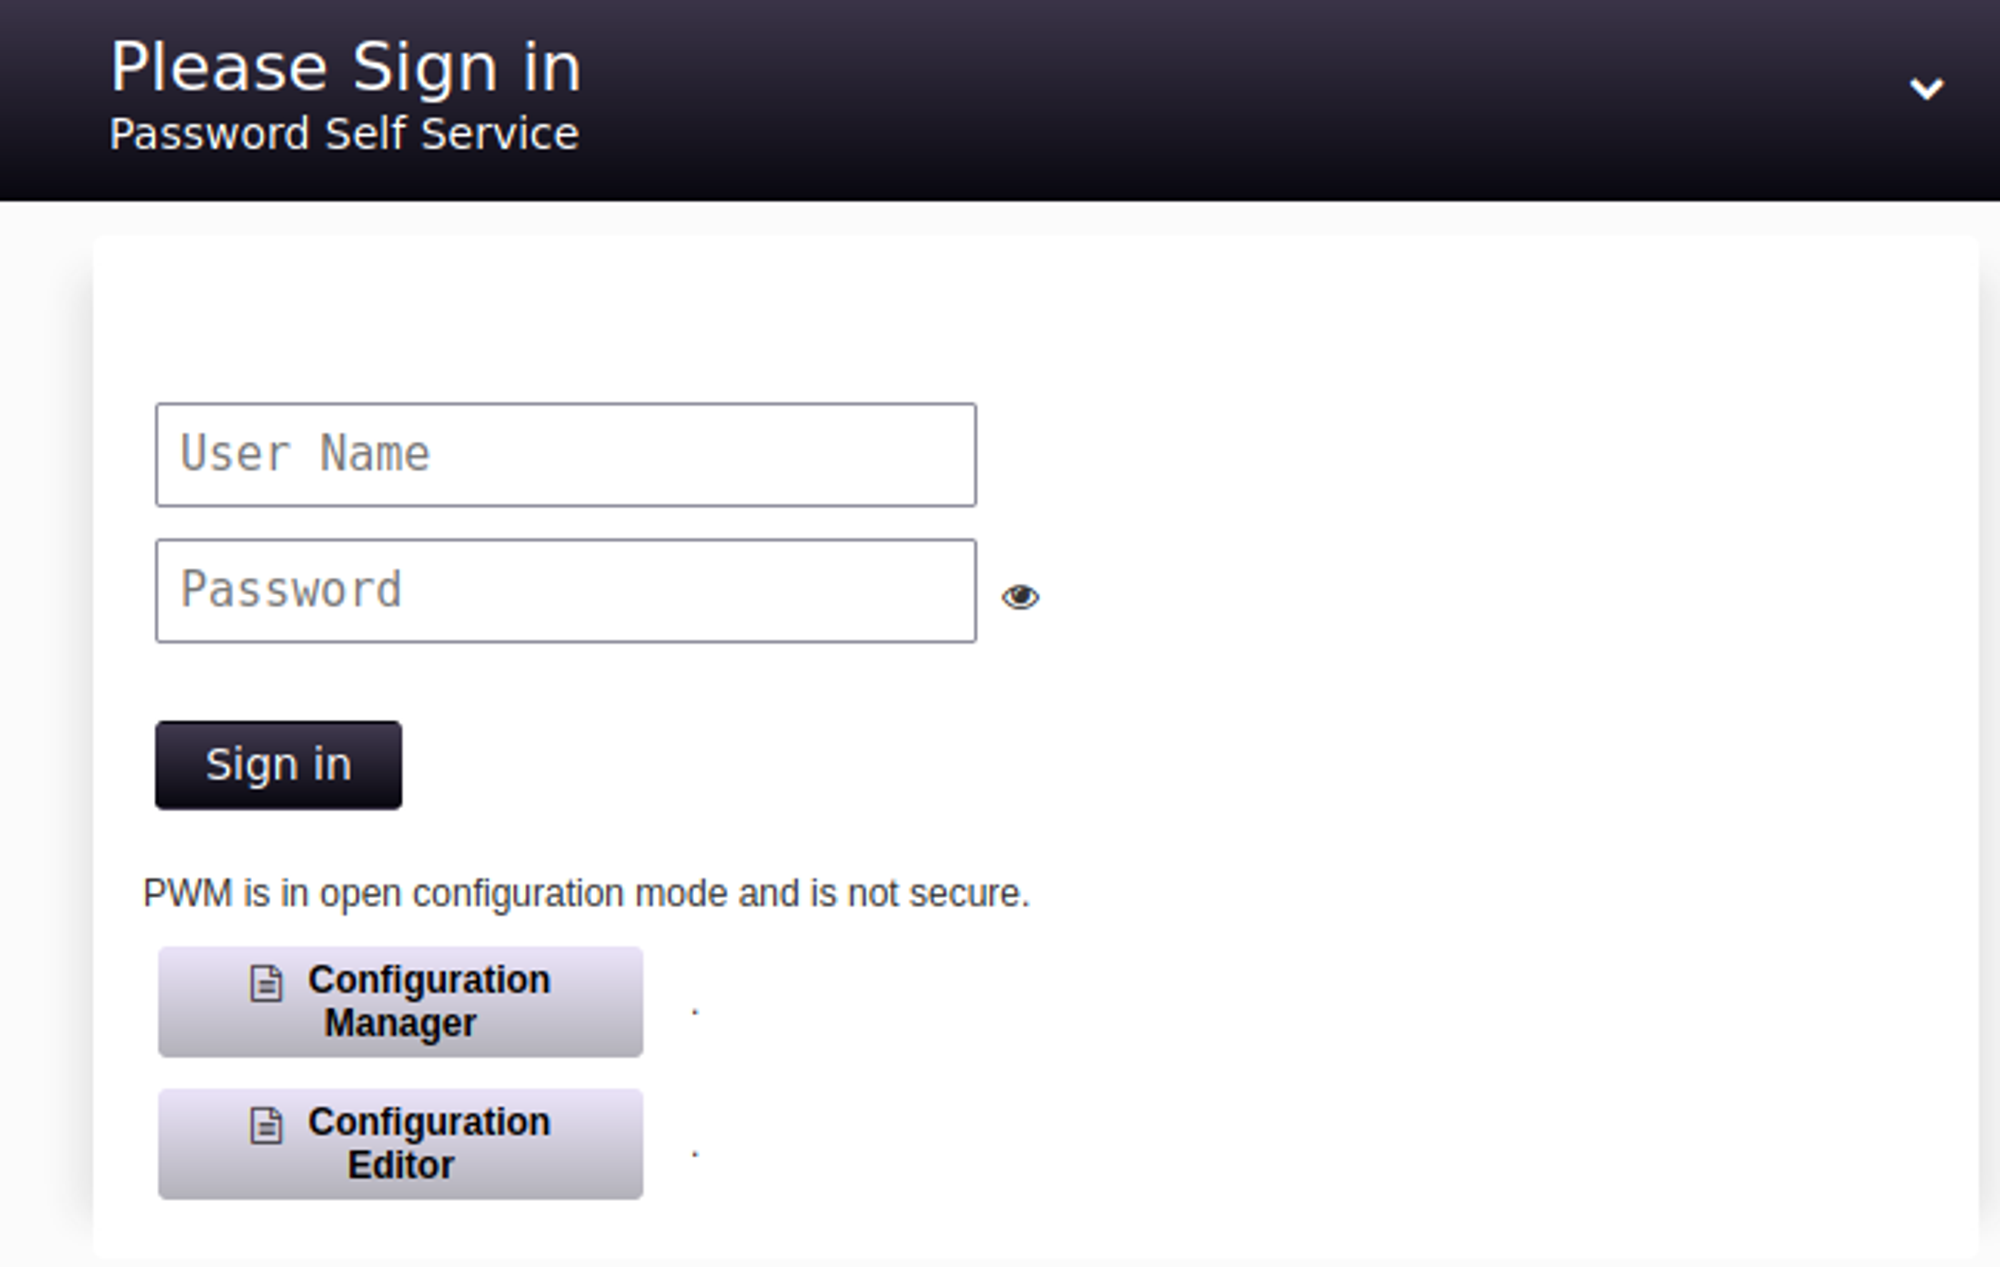 Please Sign in
Password Self Service
User Name
Password
Sign in
PWM is in open configuration mode and is not secure.
Configuration
Manager
.
Configuration
Editor
.